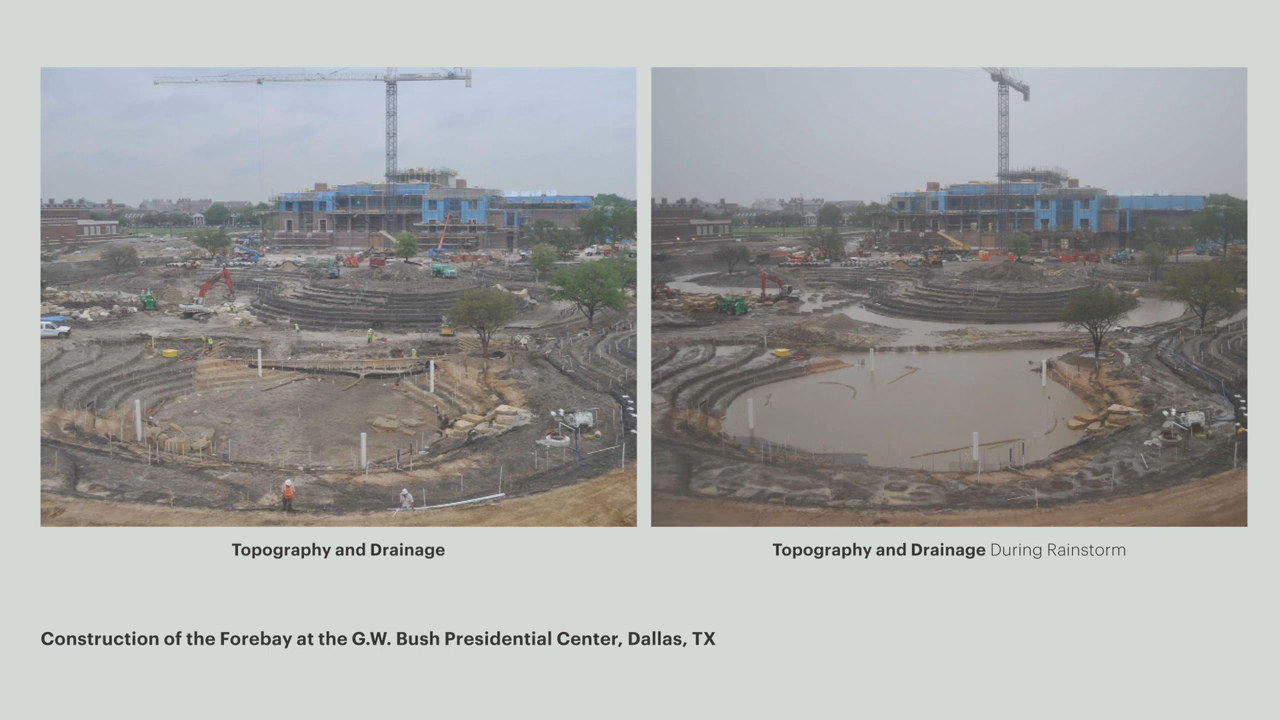 Topography and Drainage
Topography and Drainage During Rainstorm
Construction of the Forebay at the G.W. Bush Presidential Center, Dallas, TX